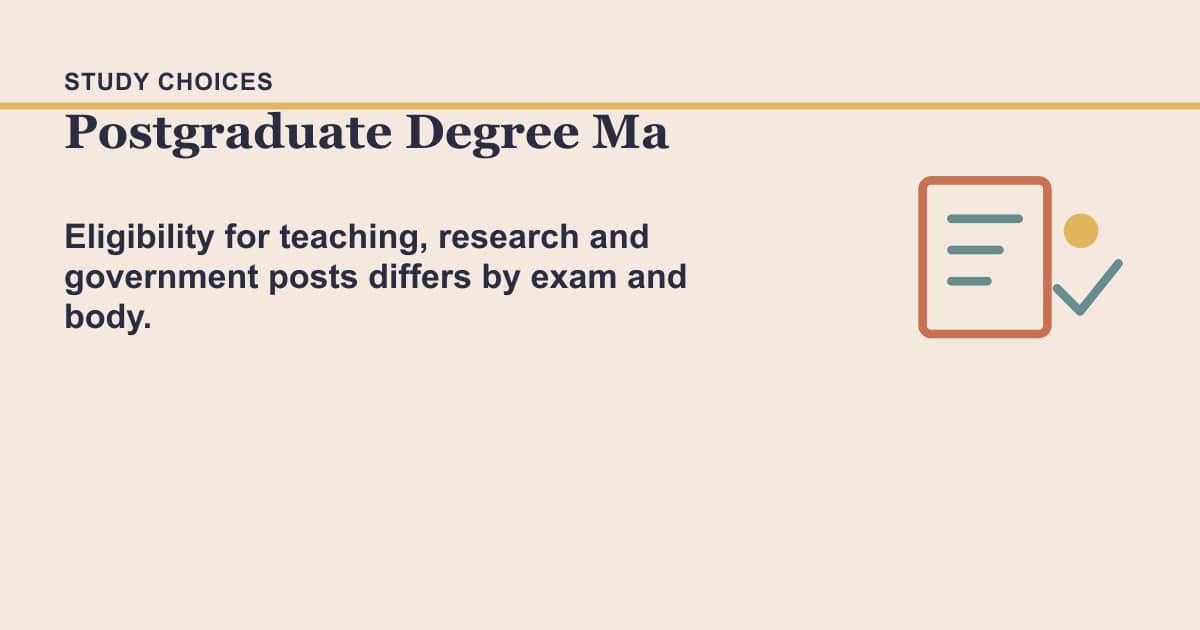 STUDY CHOICES
Postgraduate Degree Ma
Eligibility for teaching, research and
government posts differs by exam and
body.